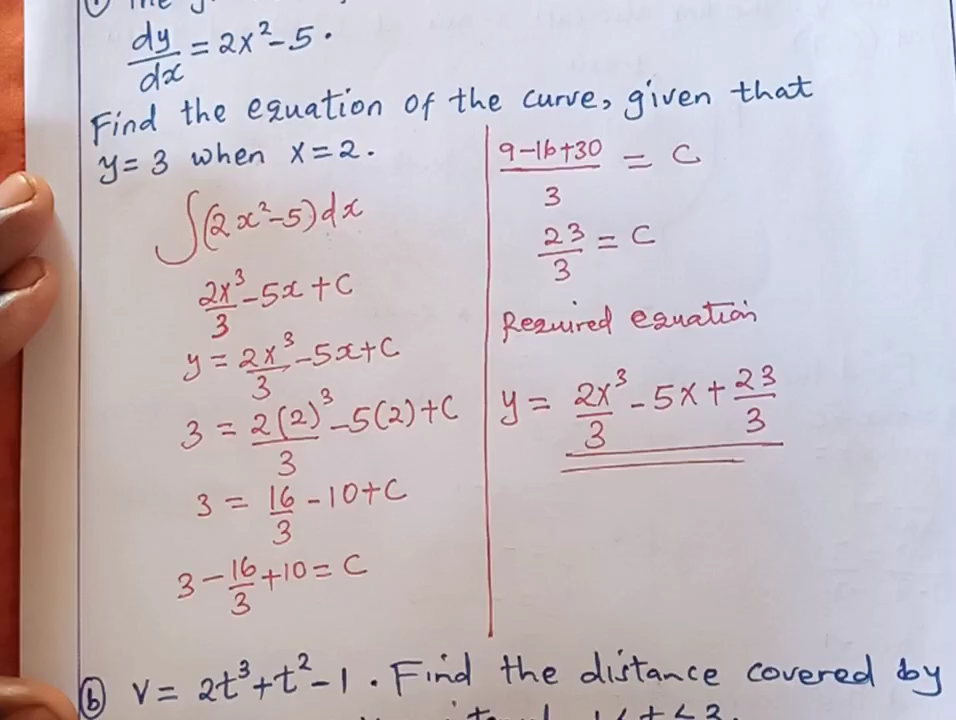 dy/dx = 2x²-5.
Find the equation of the curve, given that
y=3 when x=2.
∫(2x²-5)dx
2x³/3 -5x+C
y = 2x³/3 -5x+C
3 = 2(2)³/3 -5(2)+C
3 = 16/3 -10+C
3-16/3+10=C
9-16+30/3 = C
23/3 = C
Required equation
y = 2x³/3 -5x+23/3
(b) V= 2t³+t²-1. Find the distance covered by